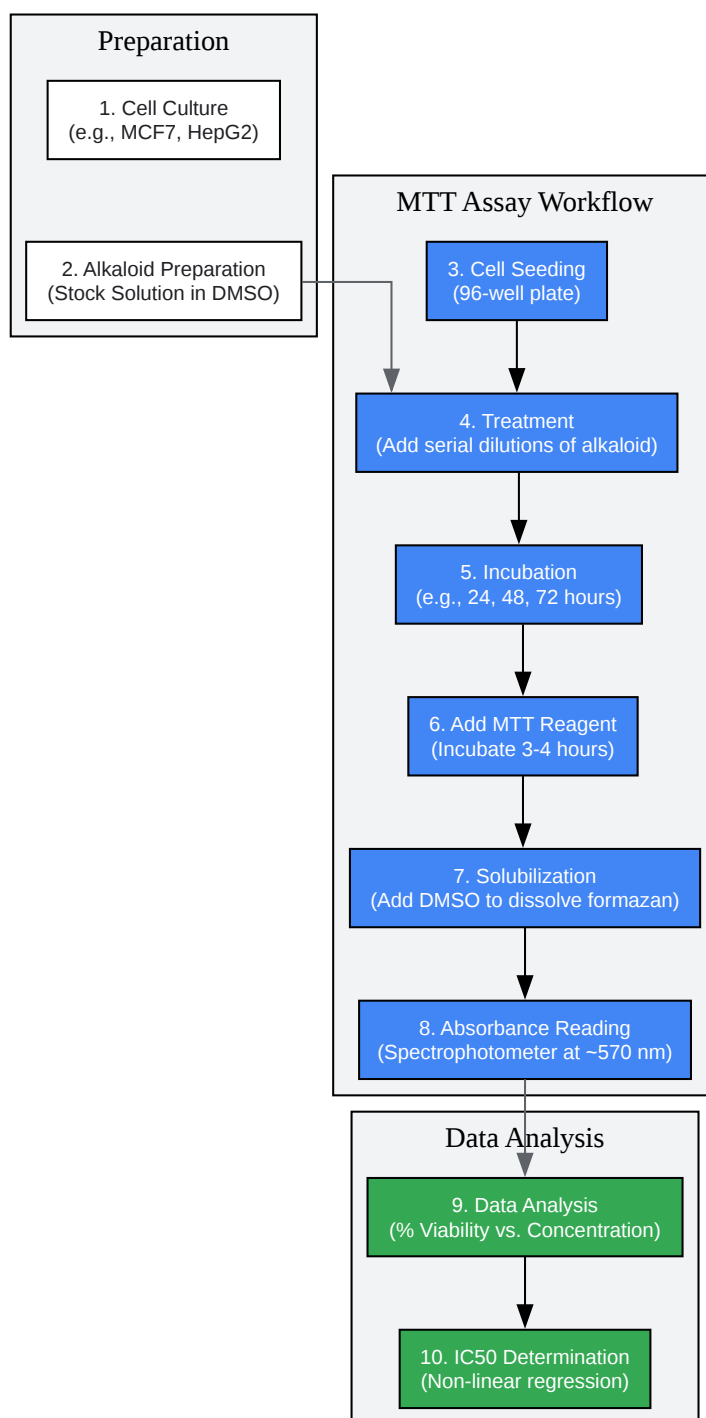 Preparation
1. Cell Culture
(e.g., MCF7, HepG2)
2. Alkaloid Preparation
(Stock Solution in DMSO)
MTT Assay Workflow
3. Cell Seeding
(96-well plate)
4. Treatment
(Add serial dilutions of alkaloid)
5. Incubation
(e.g., 24, 48, 72 hours)
6. Add MTT Reagent
(Incubate 3-4 hours)
7. Solubilization
(Add DMSO to dissolve formazan)
8. Absorbance Reading
(Spectrophotometer at ~570 nm)
Data Analysis
9. Data Analysis
(% Viability vs. Concentration)
10. IC50 Determination
(Non-linear regression)